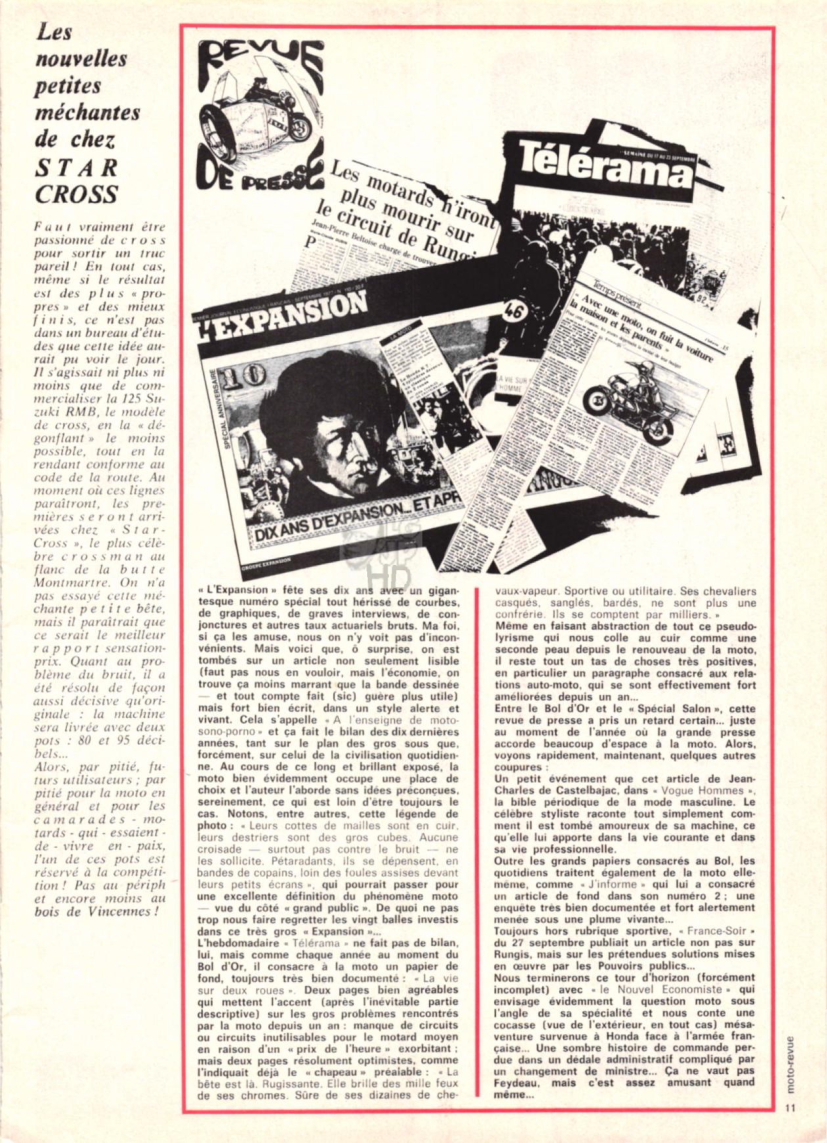 Les
nouvelles
petites
méchantes
de chez
STAR
CROSS
Faut vraiment être
passionné de cross
pour sortir un truc
pareil ! En tout cas,
même si le résultat
est des plus « pro-
pres » et des mieux
finis, ce n'est pas
dans un bureau d'étu-
des que cette idée au-
rait pu voir le jour.
Il s'agissait ni plus ni
moins que de com-
mercialiser la 125 Su-
zuki RMB, le modèle
de cross, en la « dé-
gonflant » le moins
possible, tout en la
rendant conforme au
code de la route. Au
moment où ces lignes
paraîtront, les pre-
mières seront arri-
vées chez « Star-
Cross », le plus célè-
bre crossman au
flanc de la butte
Montmartre. On n'a
pas essayé cette mé-
chante petite bête,
mais il paraîtrait que
ce serait le meilleur
rapport sensation-
prix. Quant au pro-
blème du bruit, il a
été résolu de façon
aussi décisive qu'ori-
ginale : la machine
sera livrée avec deux
pots : 80 et 95 déci-
bels...
Alors, par pitié, fu-
turs utilisateurs ; par
pitié pour la moto en
général et pour les
camarades - mo-
tards - qui - essaient -
de - vivre en - paix,
l'un de ces pots est
réservé à la compéti-
tion ! Pas au périph
et encore moins au
bois de Vincennes !
REVUE
DE PRESSE
Les motards n'iront
plus mourir sur
le circuit de Rungis
Jean-Pierre Beltoise chargé de trouver
SEMAINE DU 17 AU 23 SEPTEMBRE
Télérama
L'EXPANSION
SPECIAL ANNIVERSAIRE
10
46
LA VIE SUR
HOMME
Temps présent
« Avec une moto, on fuit la voiture
la maison et les parents »
DIX ANS D'EXPANSION... ET APR
GROUPE EXPANSION
HD
« L'Expansion » fête ses dix ans avec un gigan-
tesque numéro spécial tout hérissé de courbes,
de graphiques, de graves interviews, de con-
jonctures et autres taux actuariels bruts. Ma foi,
si ça les amuse, nous on n'y voit pas d'incon-
vénients. Mais voici que, ô surprise, on est
tombés sur un article non seulement lisible
(faut pas nous en vouloir, mais l'économie, on
trouve ça moins marrant que la bande dessinée
— et tout compte fait (sic) guère plus utile)
mais fort bien écrit, dans un style alerte et
vivant. Cela s'appelle « A l'enseigne de moto-
sono-porno » et ça fait le bilan des dix dernières
années, tant sur le plan des gros sous que,
forcément, sur celui de la civilisation quotidien-
ne. Au cours de ce long et brillant exposé, la
moto bien évidemment occupe une place de
choix et l'auteur l'aborde sans idées préconçues,
sereinement, ce qui est loin d'être toujours le
cas. Notons, entre autres, cette légende de
photo : « Leurs cottes de mailles sont en cuir,
leurs destriers sont des gros cubes. Aucune
croisade — surtout pas contre le bruit — ne
les sollicite. Pétaradants, ils se dépensent, en
bandes de copains, loin des foules assises devant
leurs petits écrans », qui pourrait passer pour
une excellente définition du phénomène moto
— vue du côté « grand public ». De quoi ne pas
trop nous faire regretter les vingt balles investis
dans ce très gros « Expansion »...
L'hebdomadaire « Télérama » ne fait pas de bilan,
lui, mais comme chaque année au moment du
Bol d'Or, il consacre à la moto un papier de
fond, toujours très bien documenté : « La vie
sur deux roues ». Deux pages bien agréables
qui mettent l'accent (après l'inévitable partie
descriptive) sur les gros problèmes rencontrés
par la moto depuis un an : manque de circuits
ou circuits inutilisables pour le motard moyen
en raison d'un « prix de l'heure » exorbitant ;
mais deux pages résolument optimistes, comme
l'indiquait déjà le « chapeau » préalable : « La
bête est là. Rugissante. Elle brille des mille feux
de ses chromes. Sûre de ses dizaines de che-
vaux-vapeur. Sportive ou utilitaire. Ses chevaliers
casqués, sanglés, bardés, ne sont plus une
confrérie. Ils se comptent par milliers. »
Même en faisant abstraction de tout ce pseudo-
lyrisme qui nous colle au cuir comme une
seconde peau depuis le renouveau de la moto,
il reste tout un tas de choses très positives,
en particulier un paragraphe consacré aux rela-
tions auto-moto, qui se sont effectivement fort
améliorées depuis un an...
Entre le Bol d'Or et le « Spécial Salon », cette
revue de presse a pris un retard certain... juste
au moment de l'année où la grande presse
accorde beaucoup d'espace à la moto. Alors,
voyons rapidement, maintenant, quelques autres
coupures :
Un petit événement que cet article de Jean-
Charles de Castelbajac, dans « Vogue Hommes »,
la bible périodique de la mode masculine. Le
célèbre styliste raconte tout simplement com-
ment il est tombé amoureux de sa machine, ce
qu'elle lui apporte dans la vie courante et dans
sa vie professionnelle.
Outre les grands papiers consacrés au Bol, les
quotidiens traitent également de la moto elle-
même, comme « J'informe » qui lui a consacré
un article de fond dans son numéro 2 ; une
enquête très bien documentée et fort alertement
menée sous une plume vivante...
Toujours hors rubrique sportive, « France-Soir »
du 27 septembre publiait un article non pas sur
Rungis, mais sur les prétendues solutions mises
en œuvre par les Pouvoirs publics...
Nous terminerons ce tour d'horizon (forcément
incomplet) avec « le Nouvel Economiste » qui
envisage évidemment la question moto sous
l'angle de sa spécialité et nous conte une
cocasse (vue de l'extérieur, en tout cas) mésa-
venture survenue à Honda face à l'armée fran-
çaise... Une sombre histoire de commande per-
due dans un dédale administratif compliqué par
un changement de ministre... Ça ne vaut pas
Feydeau, mais c'est assez amusant quand
même...
moto-revue
11